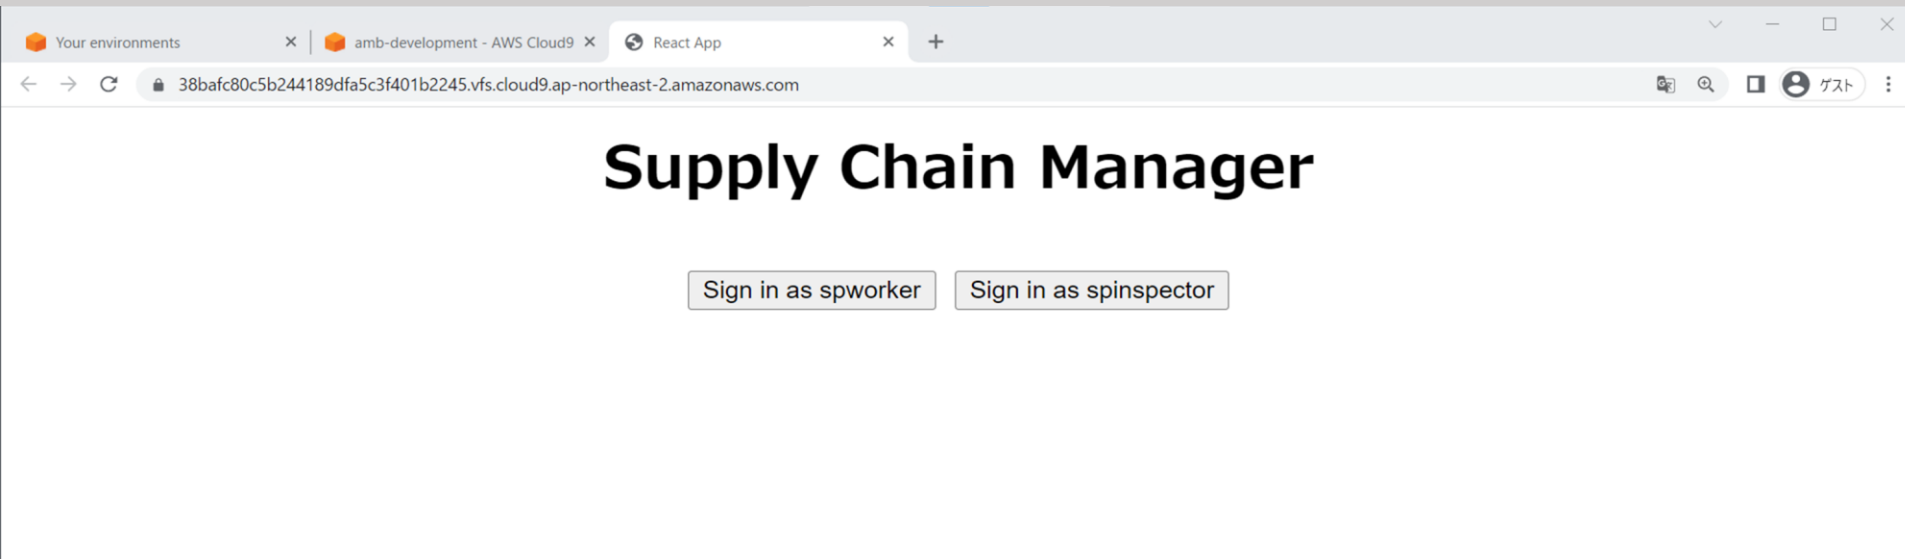 Your environments
amb-development - AWS Cloud9
React App
38bafc80c5b244189dfa5c3f401b2245.vfs.cloud9.ap-northeast-2.amazonaws.com
ゲスト
Supply Chain Manager
Sign in as spworker
Sign in as spinspector